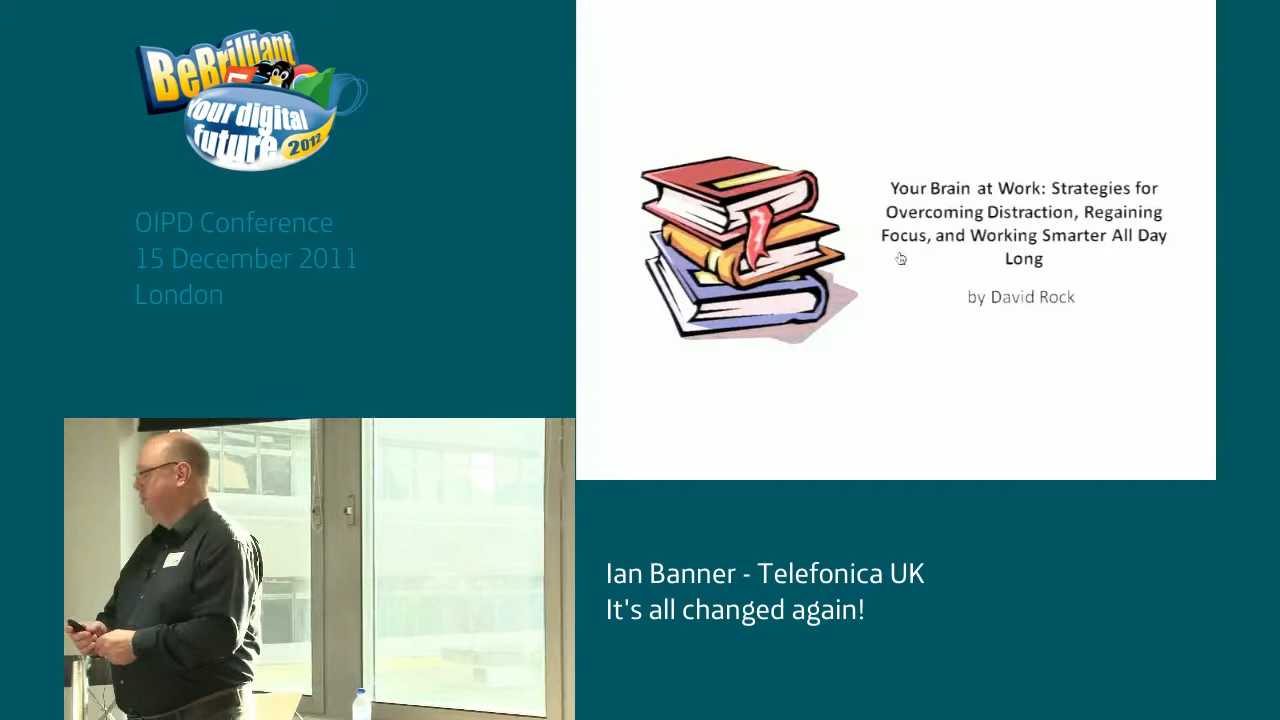 BeBrilliant
Your digital
future
2012
OIPD Conference
15 December 2011
London
Your Brain at Work: Strategies for
Overcoming Distraction, Regaining
Focus, and Working Smarter All Day
Long
by David Rock
Ian Banner - Telefonica UK
It's all changed again!